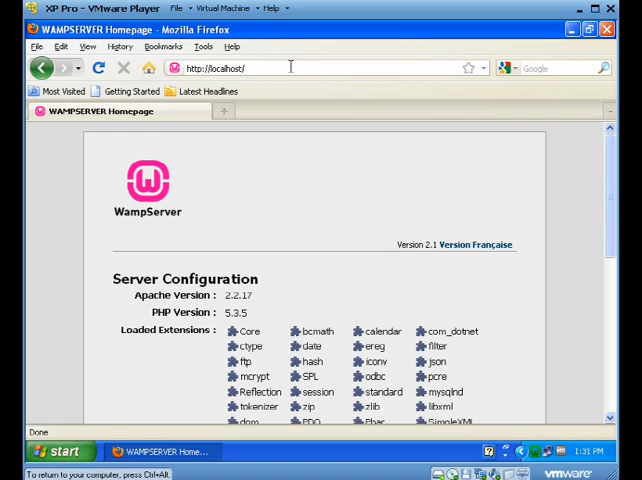 XP Pro - VMware Player File Virtual Machine Help
WAMPSERVER Homepage - Mozilla Firefox
File Edit View History Bookmarks Tools Help
http://localhost/ Google
Most Visited Getting Started Latest Headlines
WAMPSERVER Homepage
WampServer
Version 2.1 Version Française
Server Configuration
Apache Version : 2.2.17
PHP Version : 5.3.5
Loaded Extensions : Core bcmath calendar com_dotnet
ctype date ereg filter
ftp hash iconv json
mcrypt SPL odbc pcre
Reflection session standard mysqlnd
tokenizer zip zlib libxml
dom PDO Phar SimpleXML
Done
start WAMPSERVER Home... 1:31 PM
To return to your computer, press Ctrl+Alt. vmware